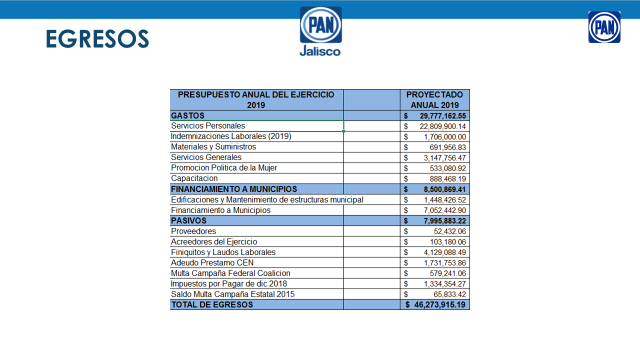 EGRESOS
PAN
Jalisco
PAN
PRESUPUESTO ANUAL DEL EJERCICIO 2019 PROYECTADO ANUAL 2019
GASTOS $ 29,777,162.55
Servicios Personales $ 22,809,900.14
Indemnizaciones Laborales (2019) $ 1,706,000.00
Materiales y Suministros $ 691,956.83
Servicios Generales $ 3,147,756.47
Promocion Politica de la Mujer $ 533,080.92
Capacitacion $ 888,468.19
FINANCIAMIENTO A MUNICIPIOS $ 8,500,869.41
Edificaciones y Mantenimiento de estructuras municipal $ 1,448,426.52
Financiamiento a Municipios $ 7,052,442.90
PASIVOS $ 7,995,883.22
Proveedores $ 52,432.06
Acreedores del Ejercicio $ 103,180.06
Finiquitos y Laudos Laborales $ 4,129,088.49
Adeudo Prestamo CEN $ 1,731,753.86
Multa Campaña Federal Coalicion $ 579,241.06
Impuestos por Pagar de dic 2018 $ 1,334,354.27
Saldo Multa Campaña Estatal 2015 $ 65,833.42
TOTAL DE EGRESOS $ 46,273,915.19